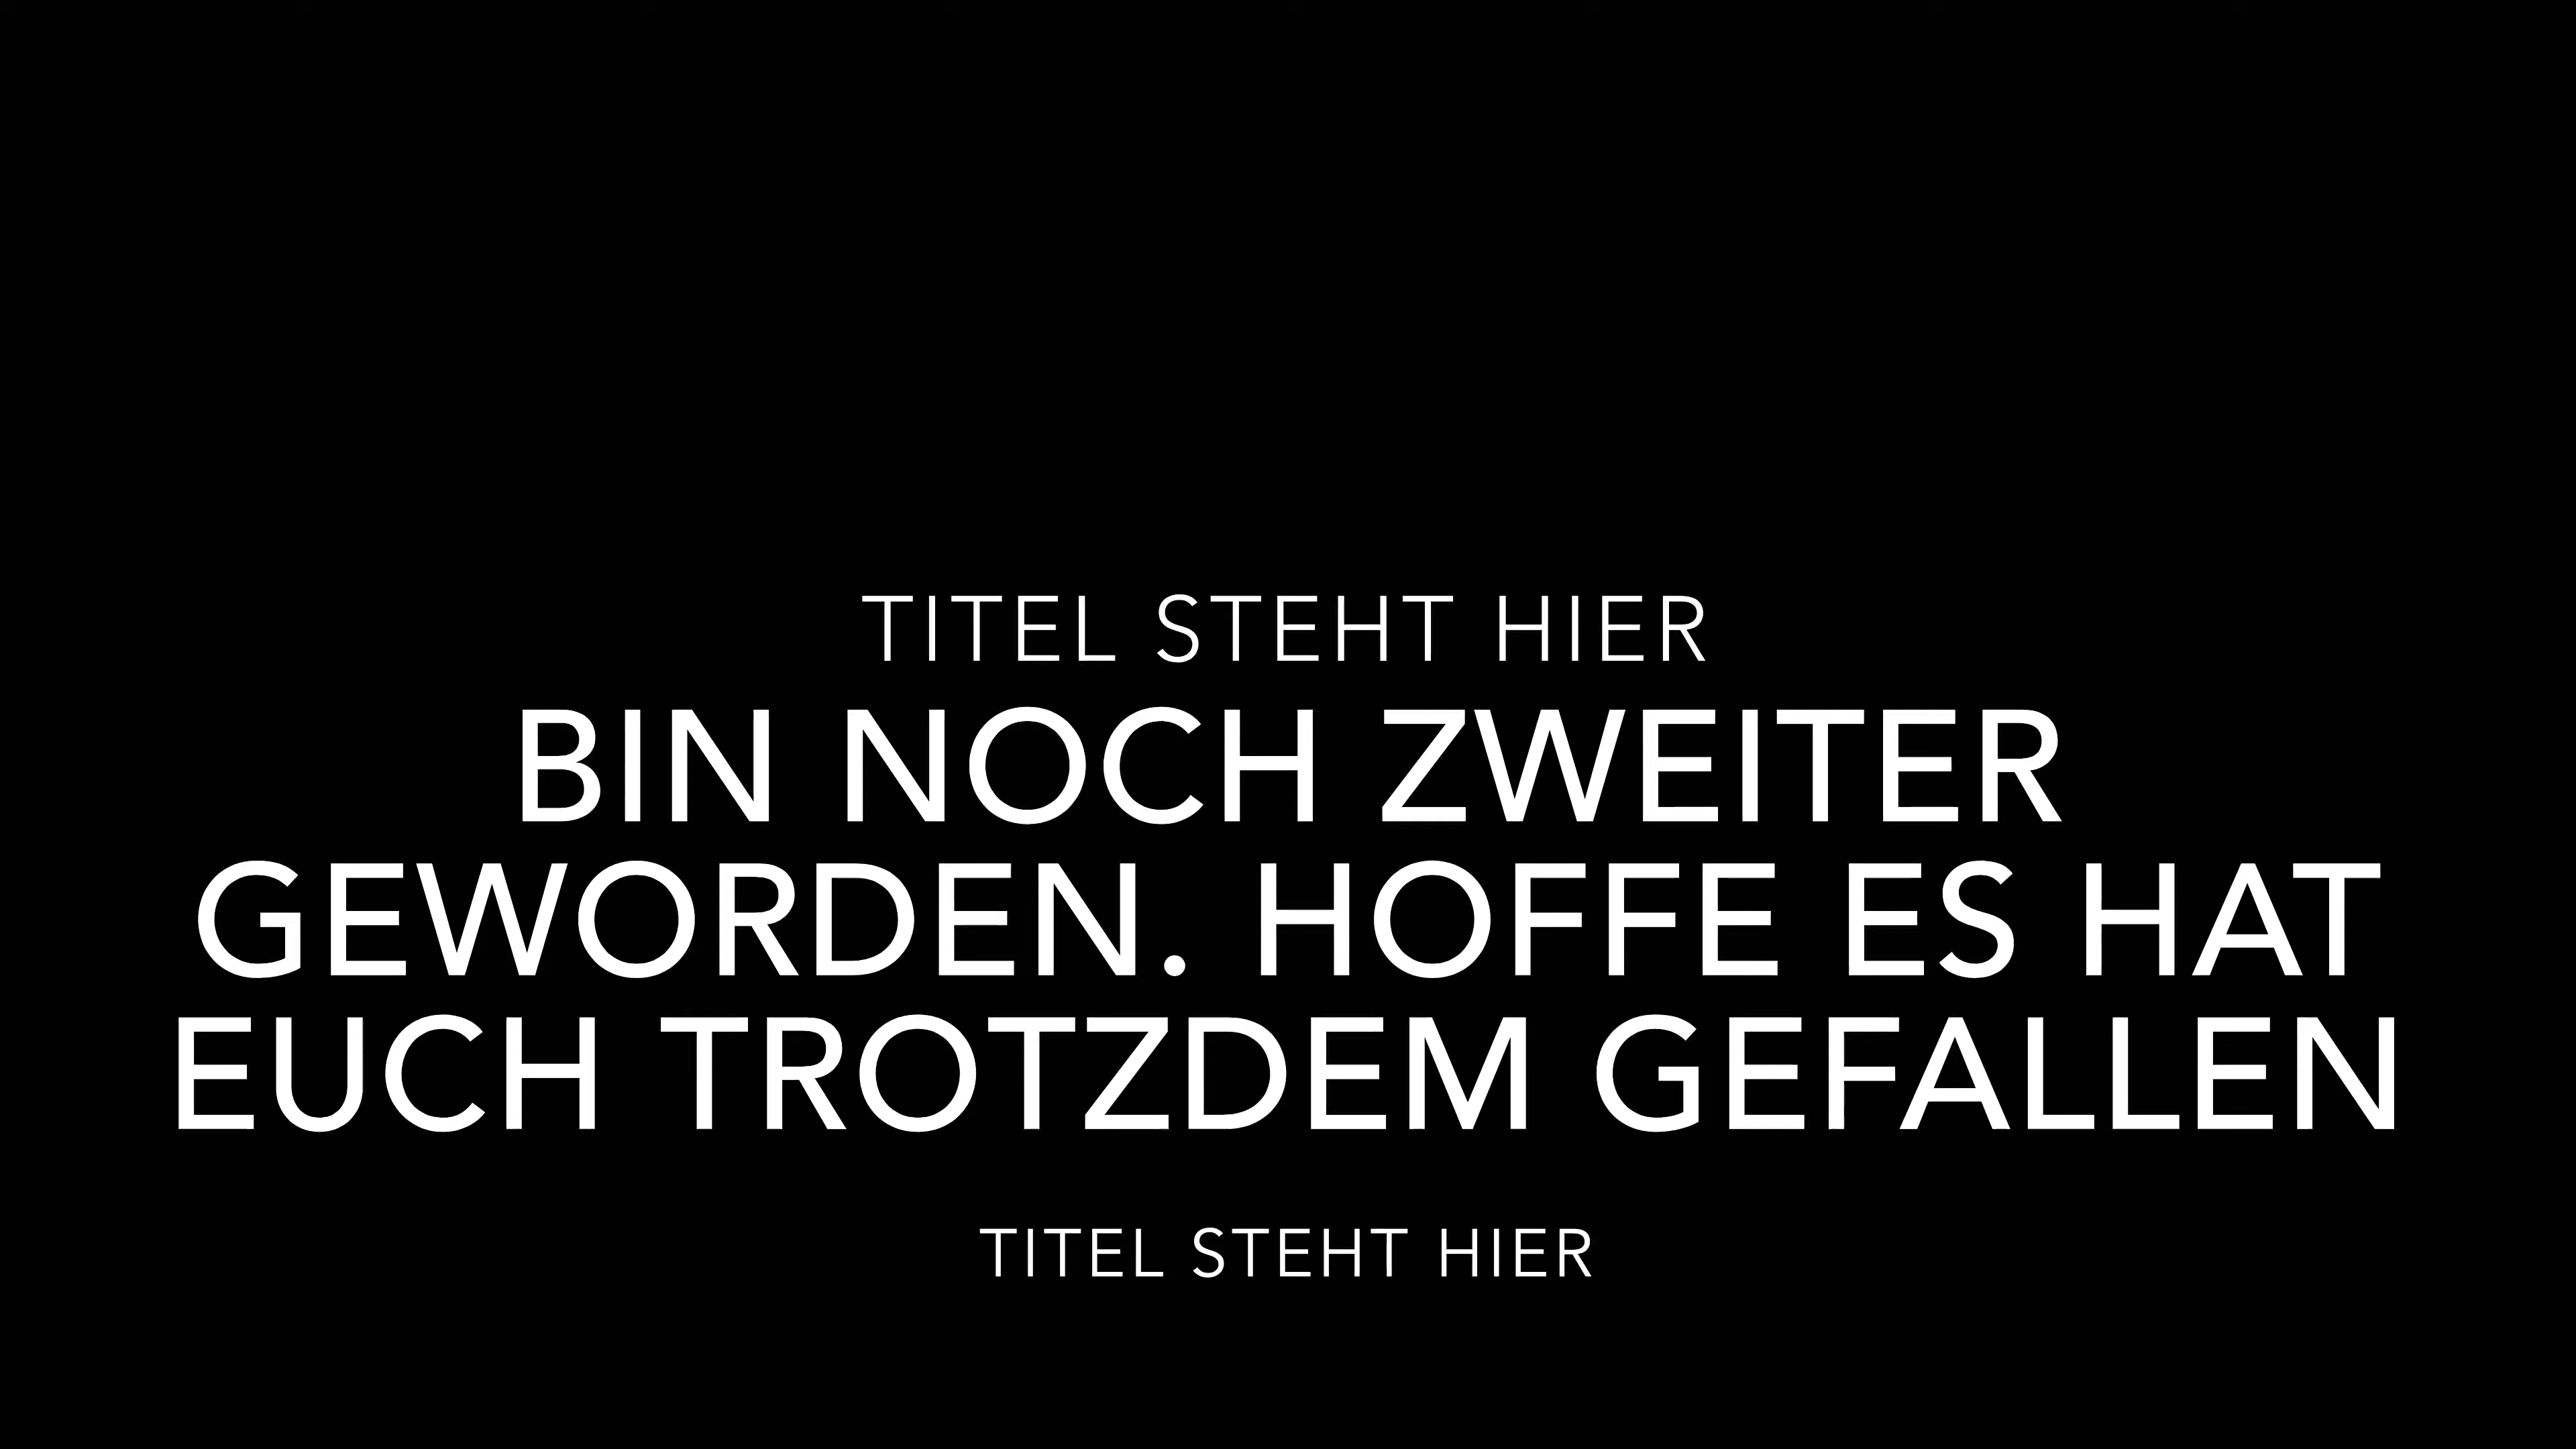 TITEL STEHT HIER
BIN NOCH ZWEITER
GEWORDEN. HOFFE ES HAT
EUCH TROTZDEM GEFALLEN
TITEL STEHT HIER